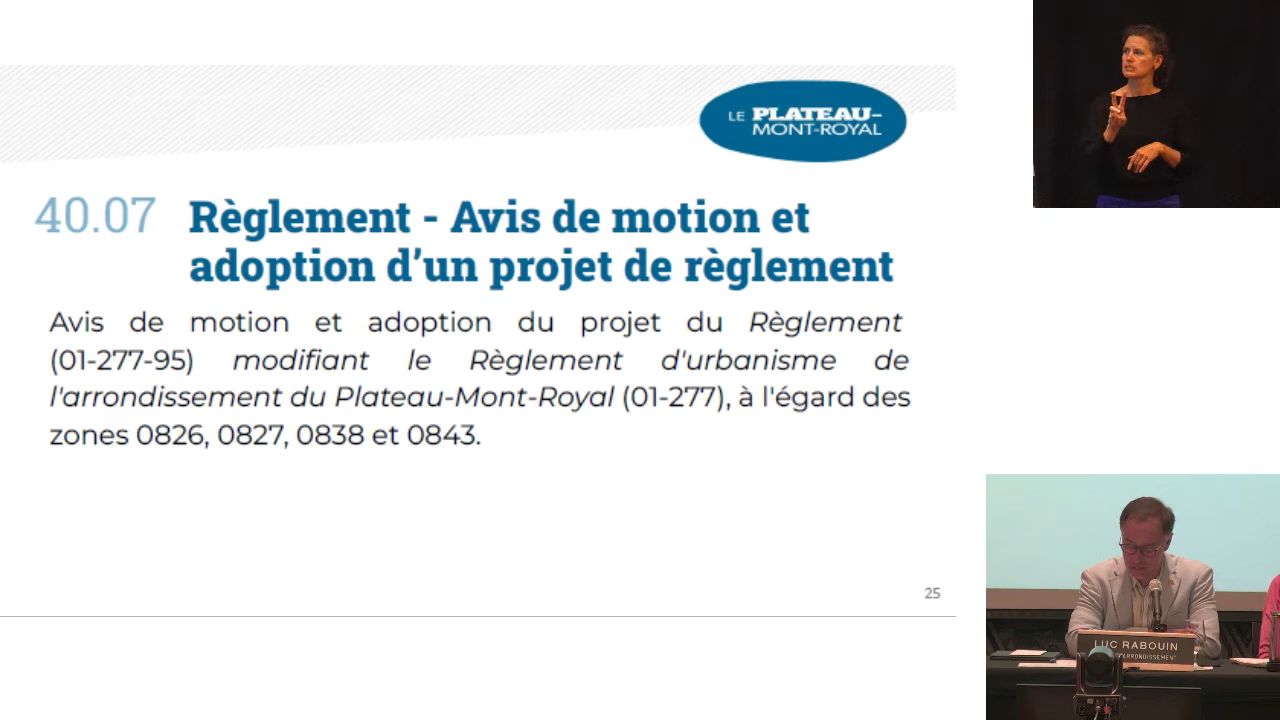 LE PLATEAU-
MONT-ROYAL
40.07 Règlement - Avis de motion et
adoption d'un projet de règlement
Avis de motion et adoption du projet du Règlement
(01-277-95) modifiant le Règlement d'urbanisme de
l'arrondissement du Plateau-Mont-Royal (01-277), à l'égard des
zones 0826, 0827, 0838 et 0843.
25
LUC RABOUIN